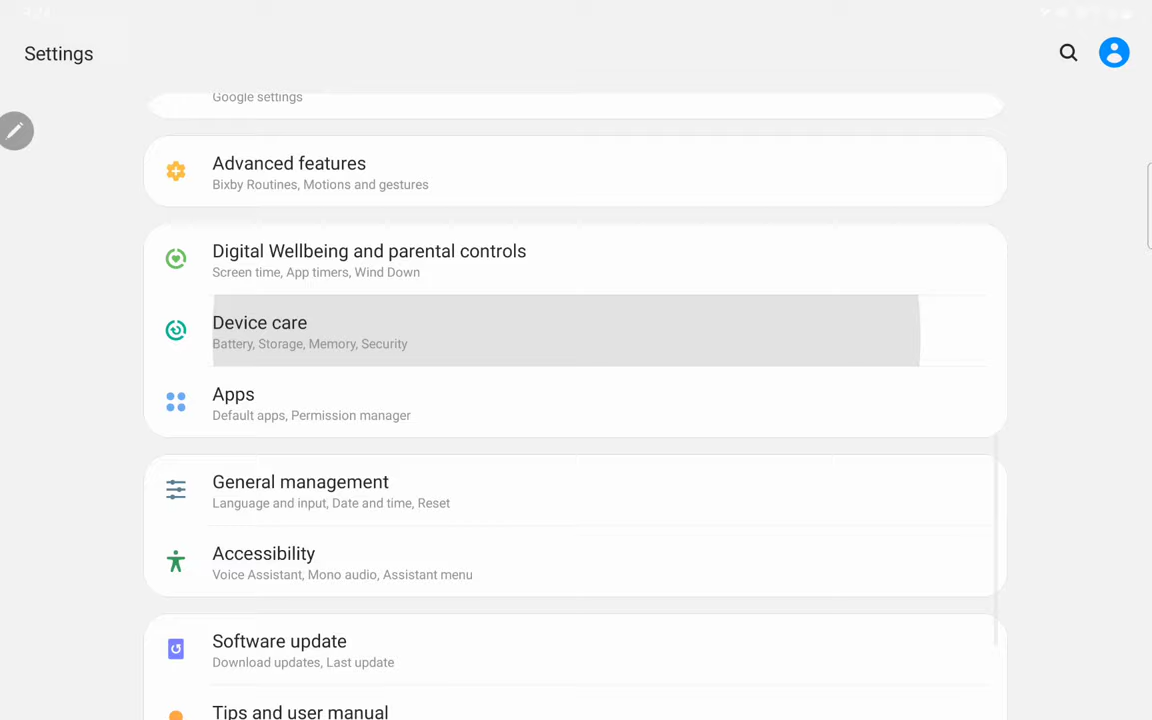 Settings
Google settings
Advanced features
Bixby Routines, Motions and gestures
Digital Wellbeing and parental controls
Screen time, App timers, Wind Down
Device care
Battery, Storage, Memory, Security
Apps
Default apps, Permission manager
General management
Language and input, Date and time, Reset
Accessibility
Voice Assistant, Mono audio, Assistant menu
Software update
Download updates, Last update
Tips and user manual